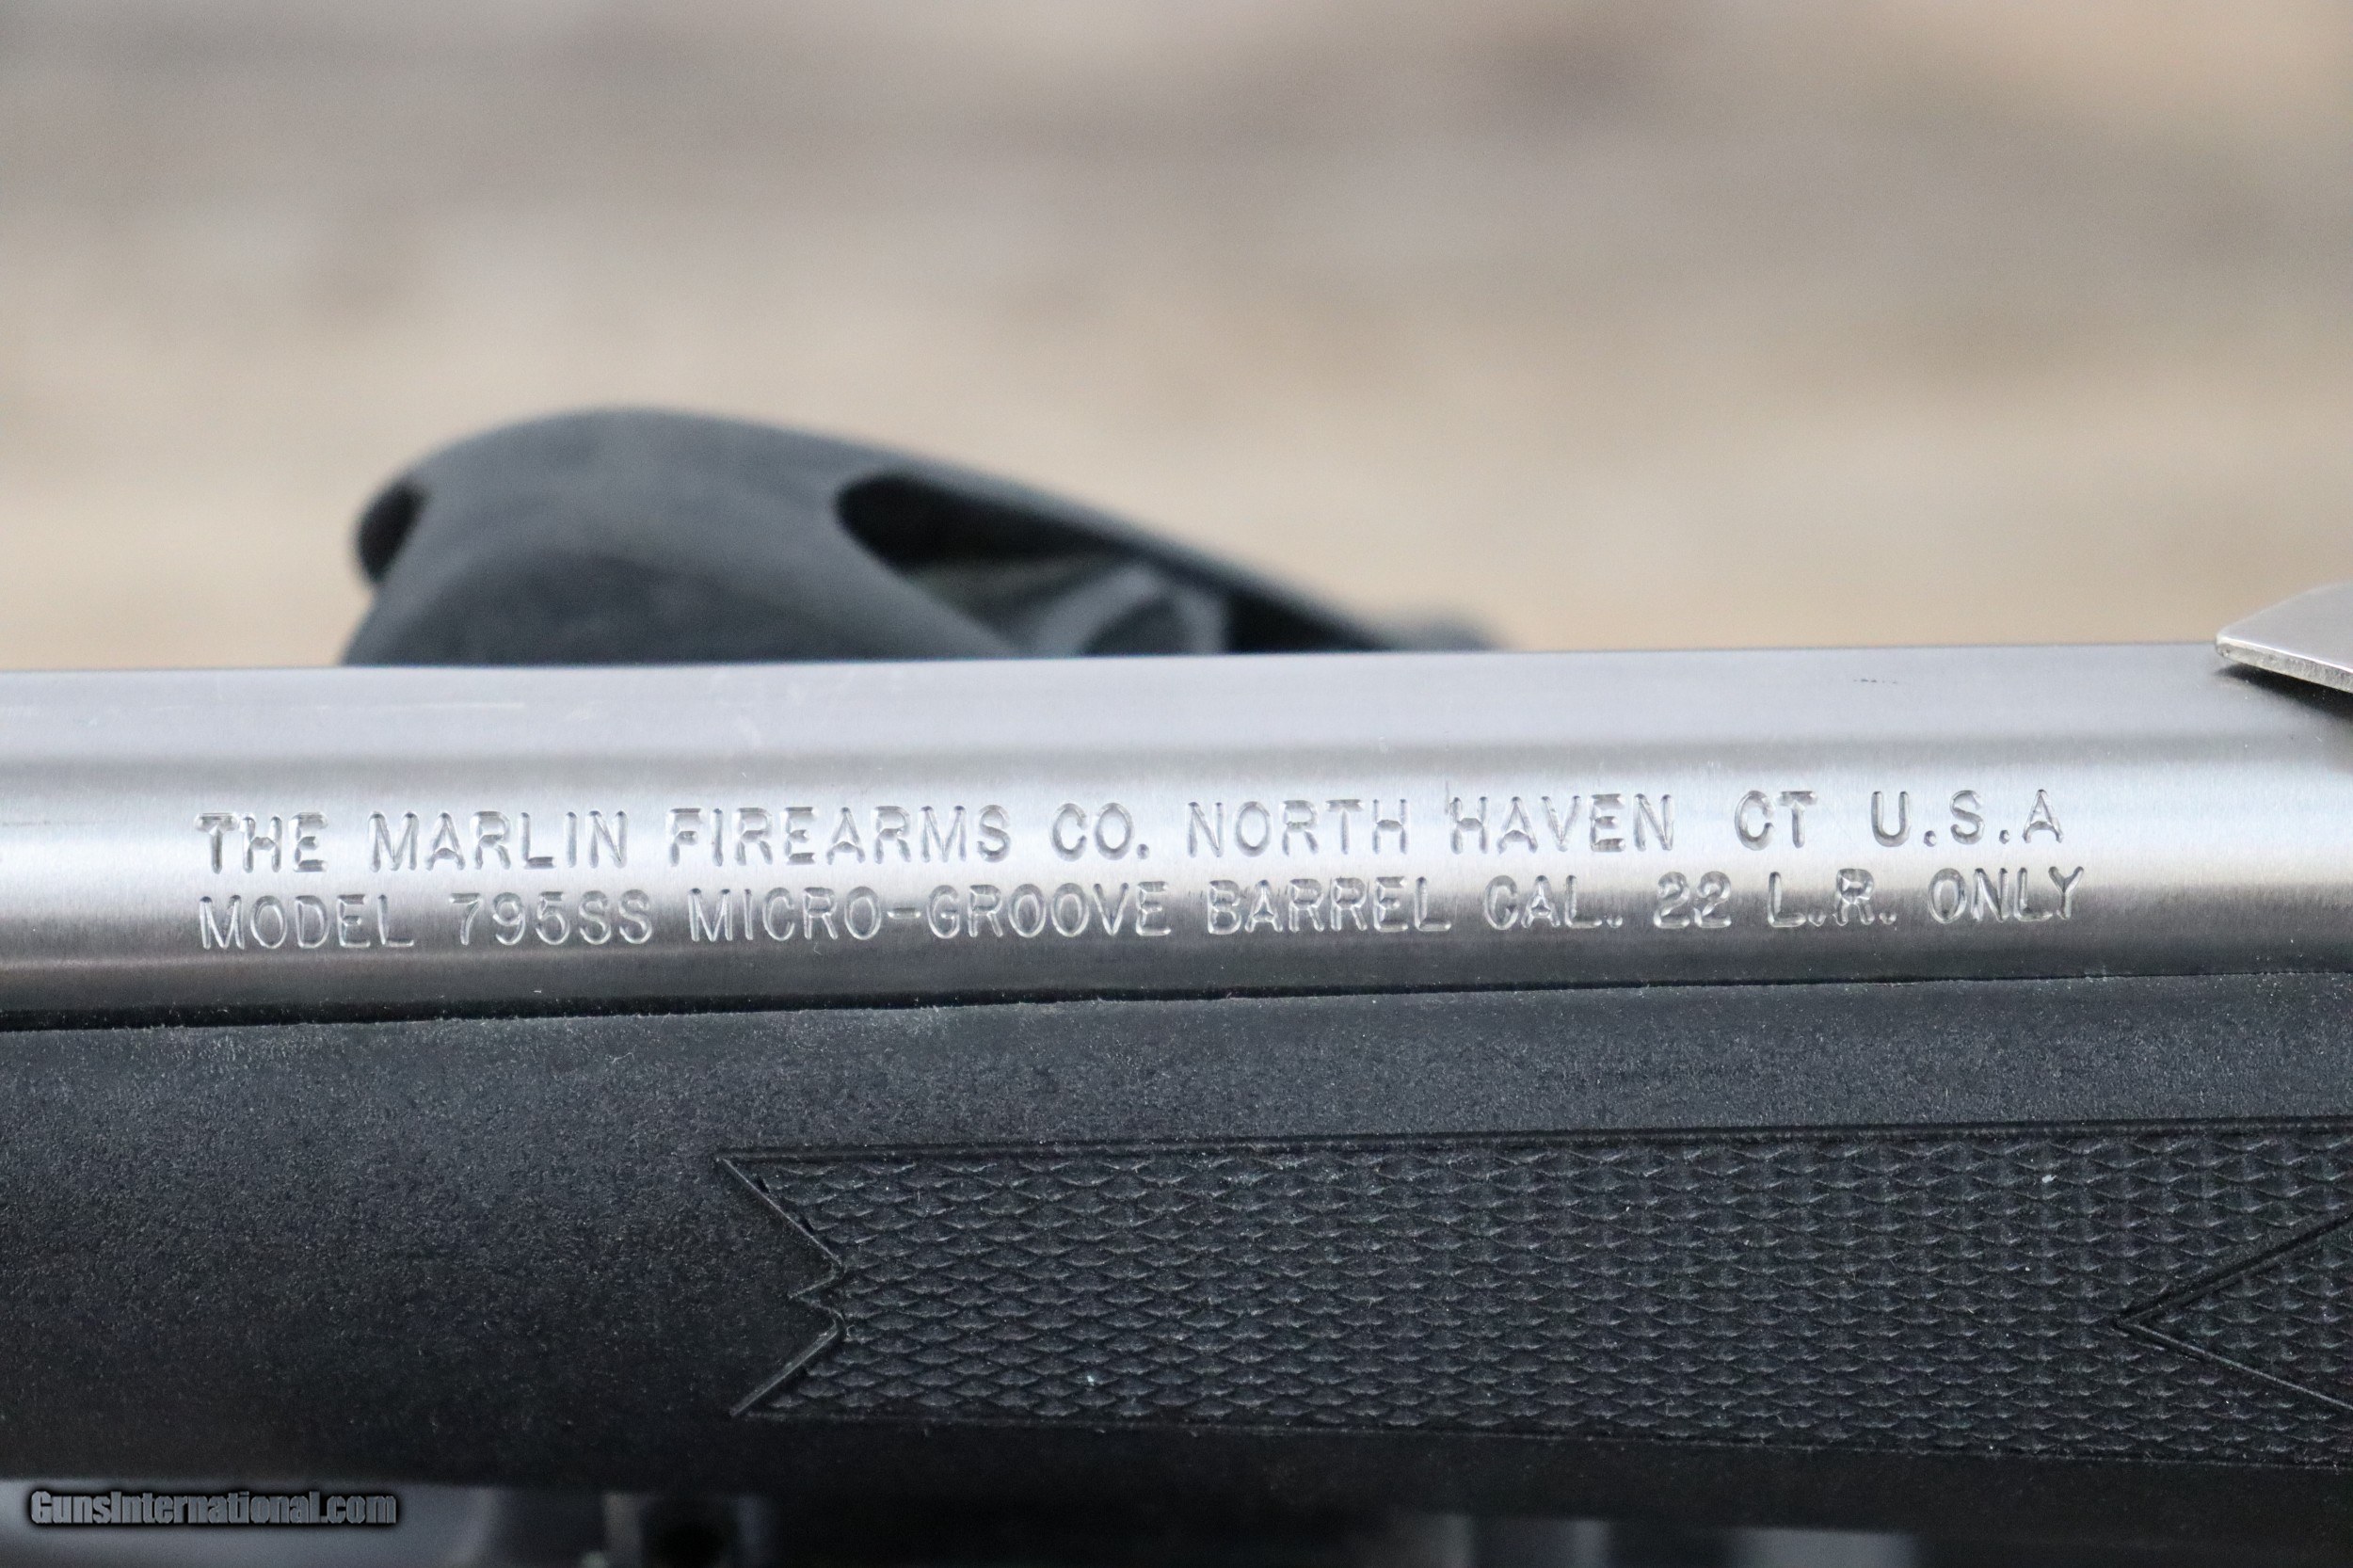 THE MARLIN FIREARMS CO. NORTH HAVEN CT U.S.A
MODEL 795SS MICRO-GROOVE BARREL CAL. 22 L.R. ONLY
GunsInternational.com